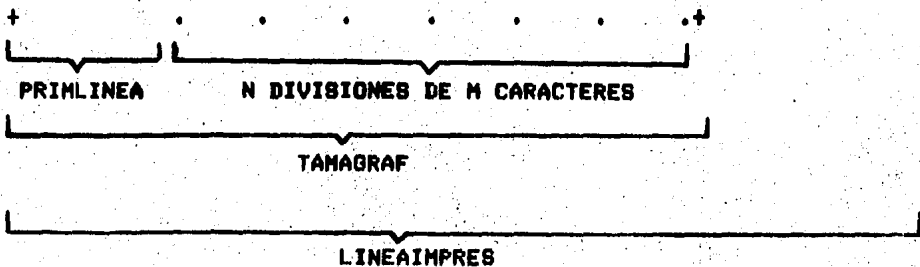 + . . . . . . .+
PRIMLINEA N DIVISIONES DE M CARACTERES
TAMAGRAF
LINEAIMPRES